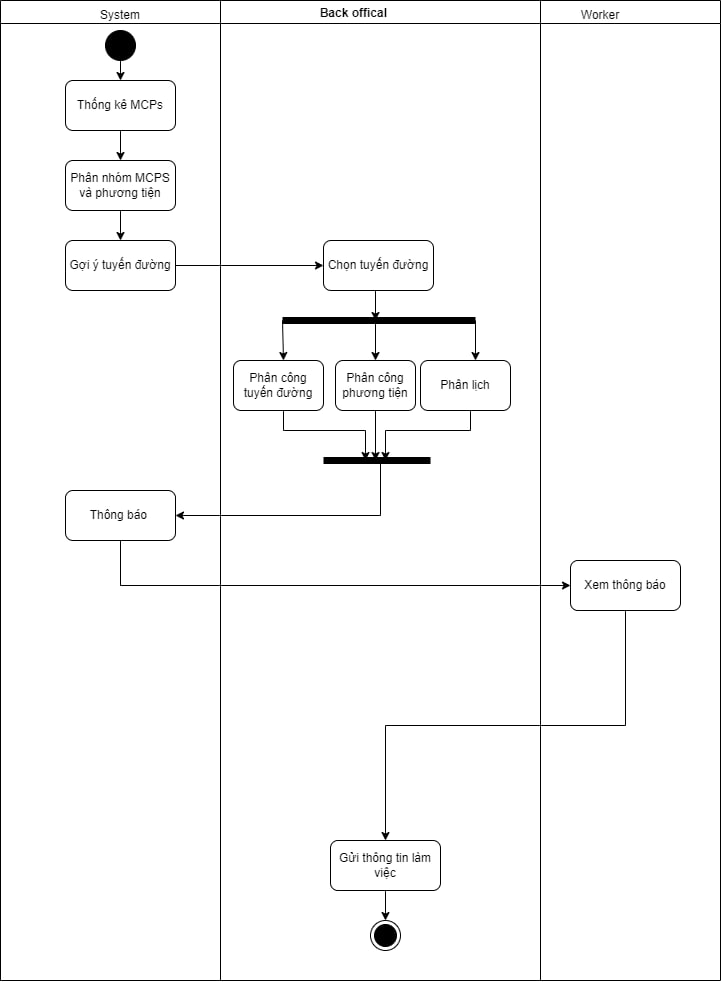 System
Back offical
Worker
Thống kê MCPs
Phân nhóm MCPS
và phương tiện
Gợi ý tuyến đường
Chọn tuyến đường
Phân công
tuyến đường
Phân công
phương tiện
Phân lịch
Thông báo
Xem thông báo
Gửi thông tin làm
việc